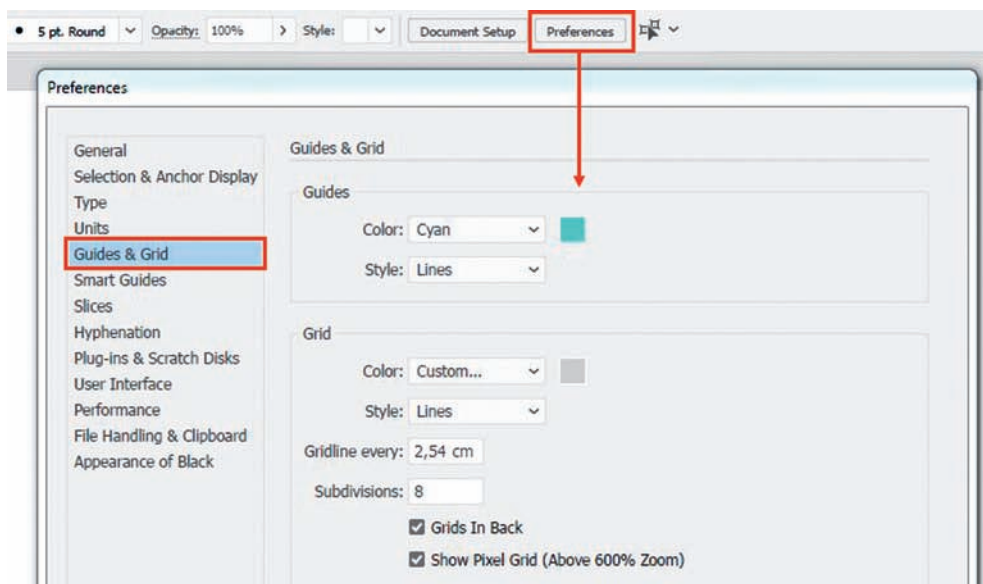 5 pt. Round Opacity: 100% Style: Document Setup Preferences
Preferences
General
Selection & Anchor Display
Type
Units
Guides & Grid
Smart Guides
Slices
Hyphenation
Plug-ins & Scratch Disks
User Interface
Performance
File Handling & Clipboard
Appearance of Black
Guides & Grid
Guides
Color: Cyan
Style: Lines
Grid
Color: Custom...
Style: Lines
Gridline every: 2,54 cm
Subdivisions: 8
Grids In Back
Show Pixel Grid (Above 600% Zoom)